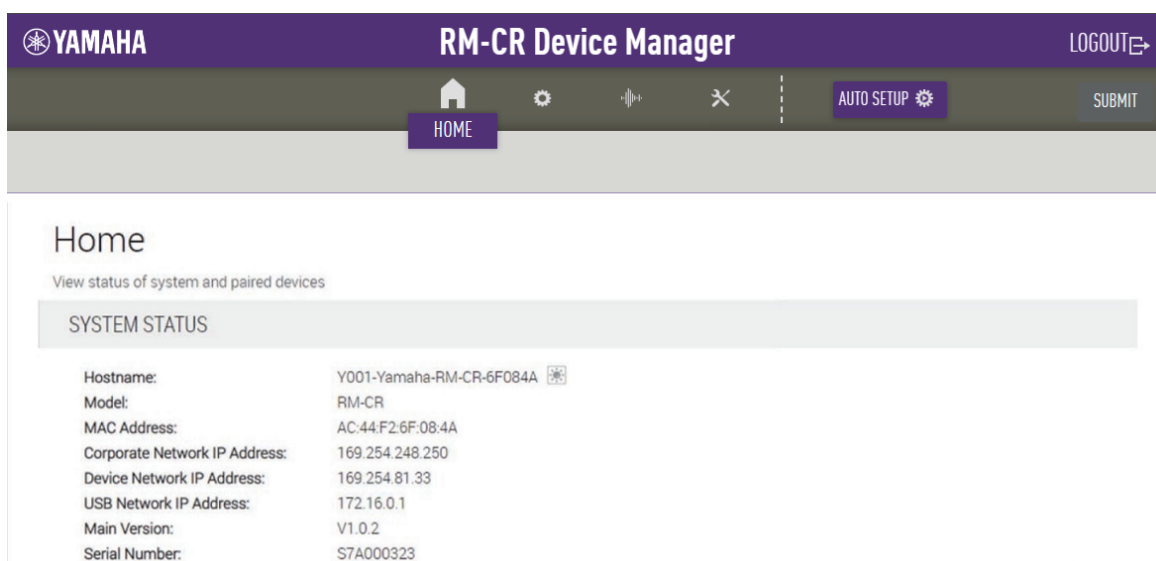 YAMAHA RM-CR Device Manager LOGOUT
AUTO SETUP SUBMIT
HOME
Home
View status of system and paired devices
SYSTEM STATUS
Hostname: Y001-Yamaha-RM-CR-6F084A
Model: RM-CR
MAC Address: AC:44:F2:6F:08:4A
Corporate Network IP Address: 169.254.248.250
Device Network IP Address: 169.254.81.33
USB Network IP Address: 172.16.0.1
Main Version: V1.0.2
Serial Number: S7A000323